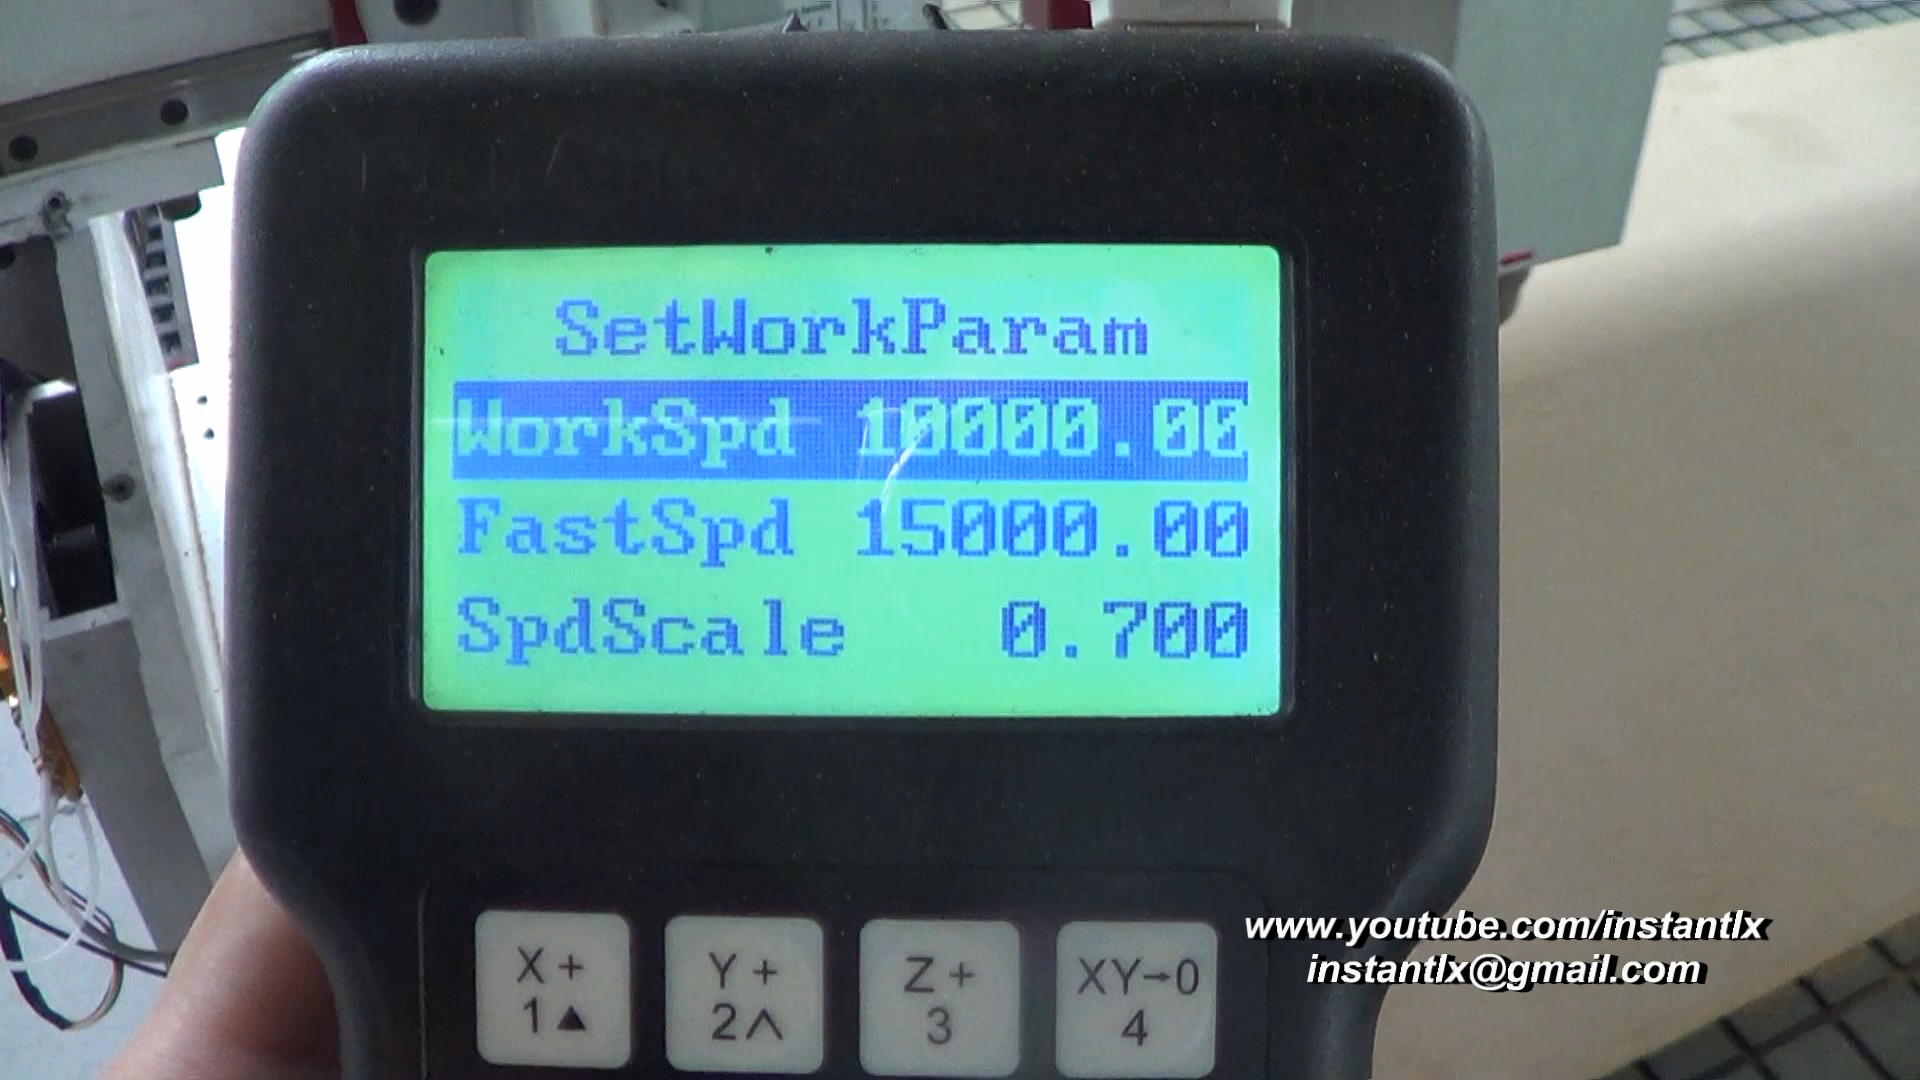 SetWorkParam
WorkSpd 10000.00
FastSpd 15000.00
SpdScale 0.700
X+ Y+ Z+ XY→0
1▲ 2∧ 3 4
www.youtube.com/instantlx
instantlx@gmail.com